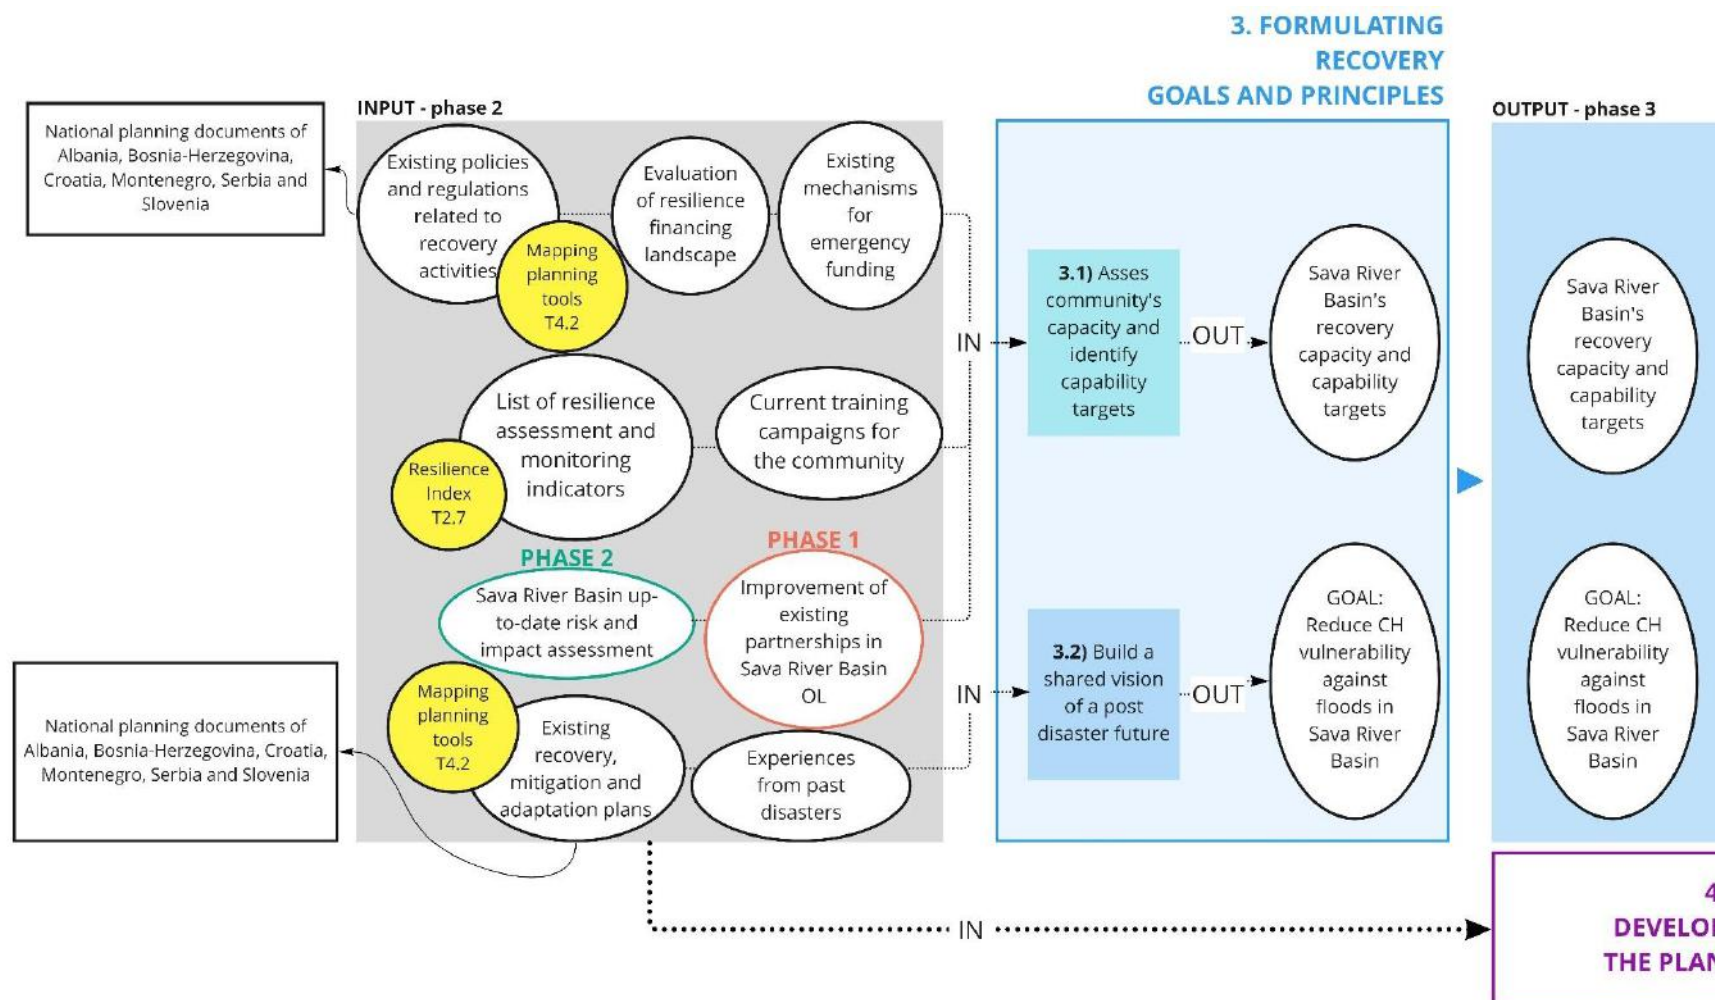 3. FORMULATING
RECOVERY
GOALS AND PRINCIPLES
INPUT - phase 2
OUTPUT - phase 3
National planning documents of
Albania, Bosnia-Herzegovina,
Croatia, Montenegro, Serbia and
Slovenia
Existing policies
and regulations
related to
recovery
activities
Mapping
planning
tools
T4.2
Evaluation
of resilience
financing
landscape
Existing
mechanisms
for
emergency
funding
List of resilience
assessment and
monitoring
indicators
Resilience
Index
T2.7
Current training
campaigns for
the community
PHASE 2
Sava River Basin up-
to-date risk and
impact assessment
PHASE 1
Improvement of
existing
partnerships in
Sava River Basin
OL
National planning documents of
Albania, Bosnia-Herzegovina, Croatia,
Montenegro, Serbia and Slovenia
Mapping
planning
tools
T4.2
Existing
recovery,
mitigation and
adaptation plans
Experiences
from past
disasters
IN
3.1) Asses
community's
capacity and
identify
capability
targets
OUT
Sava River
Basin's
recovery
capacity and
capability
targets
IN
3.2) Build a
shared vision
of a post
disaster future
OUT
GOAL:
Reduce CH
vulnerability
against
floods in
Sava River
Basin
Sava River
Basin's
recovery
capacity and
capability
targets
GOAL:
Reduce CH
vulnerability
against
floods in
Sava River
Basin
IN
4
DEVELO
THE PLAN